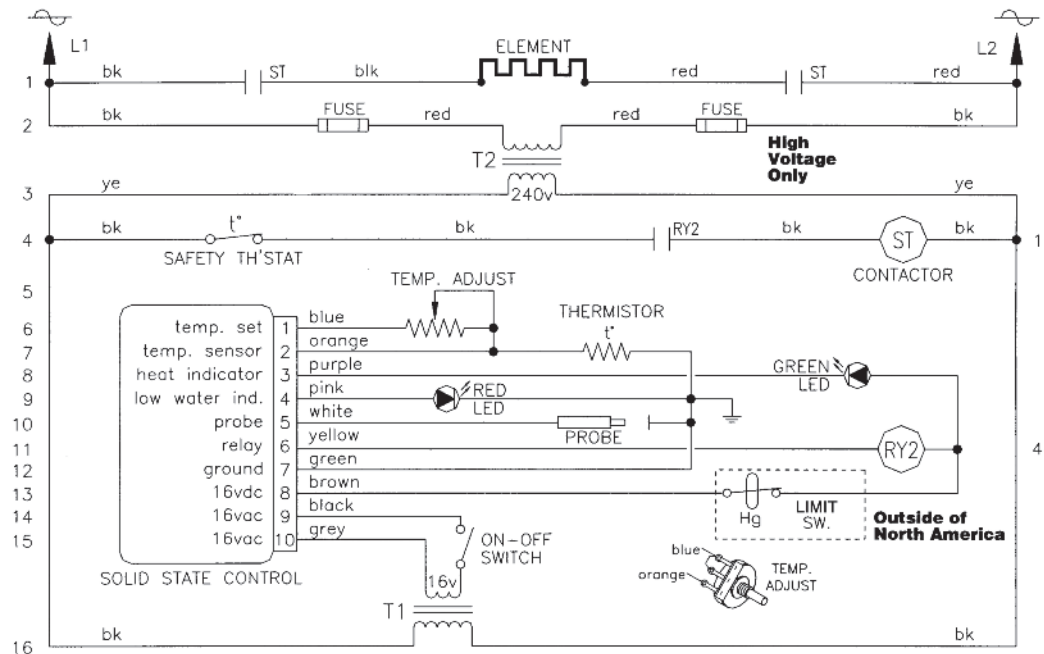 L1
L2
ELEMENT
1 bk ST blk red ST red
2 bk FUSE red red FUSE bk
T2
High
Voltage
Only
3 ye 240v ye
4 bk t° bk RY2 bk ST bk 1
SAFETY TH'STAT
CONTACTOR
5 TEMP. ADJUST
THERMISTOR
t°
6 temp. set 1 blue
7 temp. sensor 2 orange
8 heat indicator 3 purple GREEN
LED
9 low water ind. 4 pink RED
LED
10 probe 5 white PROBE
11 relay 6 yellow RY2 4
12 ground 7 green
13 16vdc 8 brown
Hg LIMIT
SW.
Outside of
North America
14 16vac 9 black
15 16vac 10 grey ON-OFF
SWITCH
SOLID STATE CONTROL
16v
T1
blue
orange
TEMP.
ADJUST
16 bk bk